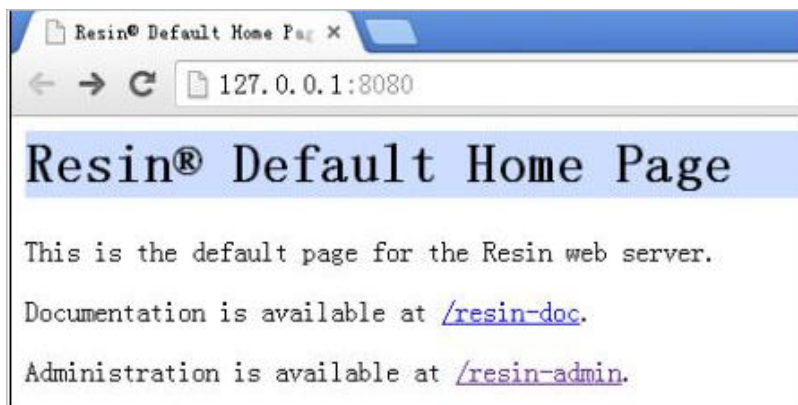 Resin® Default Home Pag
127.0.0.1:8080
Resin® Default Home Page
This is the default page for the Resin web server.
Documentation is available at /resin-doc.
Administration is available at /resin-admin.